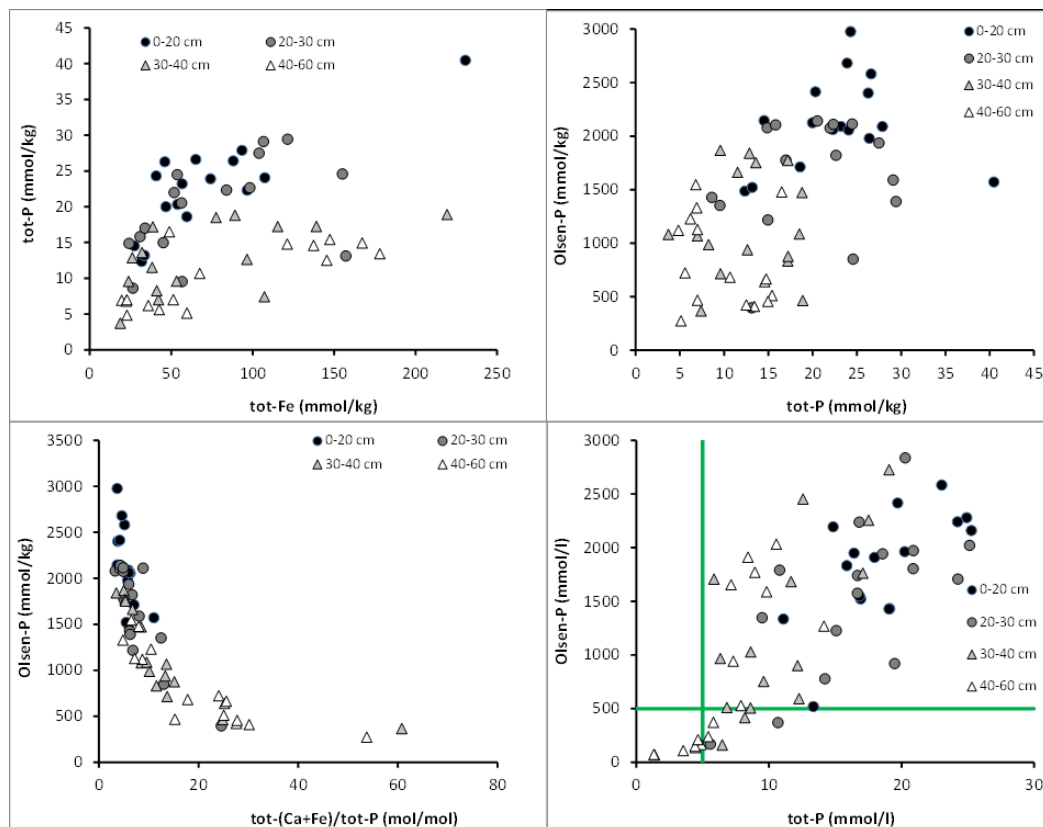 45
40
35
30
25
20
15
10
5
0
tot-P (mmol/kg)
0-20 cm
20-30 cm
30-40 cm
40-60 cm
0 50 100 150 200 250
tot-Fe (mmol/kg)
3000
2500
2000
1500
1000
500
0
Olsen-P (mmol/kg)
0-20 cm
20-30 cm
30-40 cm
40-60 cm
0 5 10 15 20 25 30 35 40 45
tot-P (mmol/kg)
3500
3000
2500
2000
1500
1000
500
0
Olsen-P (mmol/kg)
0-20 cm
20-30 cm
30-40 cm
40-60 cm
0 20 40 60 80
tot-(Ca+Fe)/tot-P (mol/mol)
3000
2500
2000
1500
1000
500
0
Olsen-P (mmol/l)
0-20 cm
20-30 cm
30-40 cm
40-60 cm
0 10 20 30
tot-P (mmol/l)